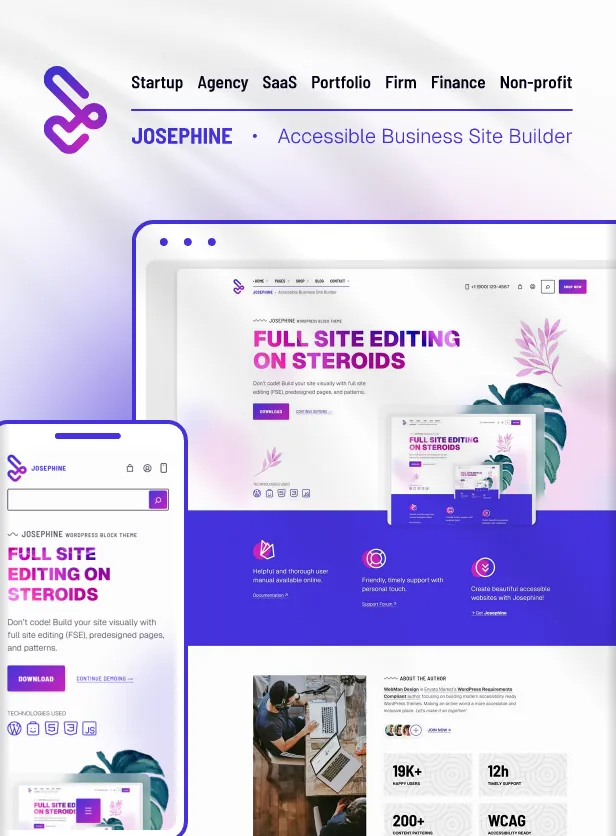 Startup Agency SaaS Portfolio Firm Finance Non-profit
JOSEPHINE • Accessible Business Site Builder
HOME PAGES SHOP BLOG CONTACT
JOSEPHINE • Accessible Business Site Builder
+1 (900) 123-4567
SHOP NOW
JOSEPHINE WORDPRESS BLOCK THEME
FULL SITE EDITING
ON STEROIDS
Don't code! Build your site visually with full site
editing (FSE), predesigned pages, and patterns.
DOWNLOAD
CONTINUE DEMOING →
TECHNOLOGIES USED
FULL SITE EDITING
ON STEROIDS
Helpful and thorough user
manual available online.
Documentation ↗
Friendly, timely support with
personal touch.
Support Forum ↗
Create beautiful accessible
websites with Josephine!
Get Josephine
ABOUT THE AUTHOR
WebMan Design is Envato Market's WordPress Requirements
Compliant author focusing on building modern accessibility ready
WordPress themes. Making an online world a more accessible and
inclusive place. Let's make it on together!
JOIN NOW →
19K+
HAPPY USERS
12h
TIMELY SUPPORT
200+
CONTENT PATTERNS
WCAG
ACCESSIBILITY READY
JOSEPHINE
JOSEPHINE WORDPRESS BLOCK THEME
FULL SITE
EDITING ON
STEROIDS
Don't code! Build your site visually with
full site editing (FSE), predesigned pages,
and patterns.
DOWNLOAD
CONTINUE DEMOING →
TECHNOLOGIES USED
JS